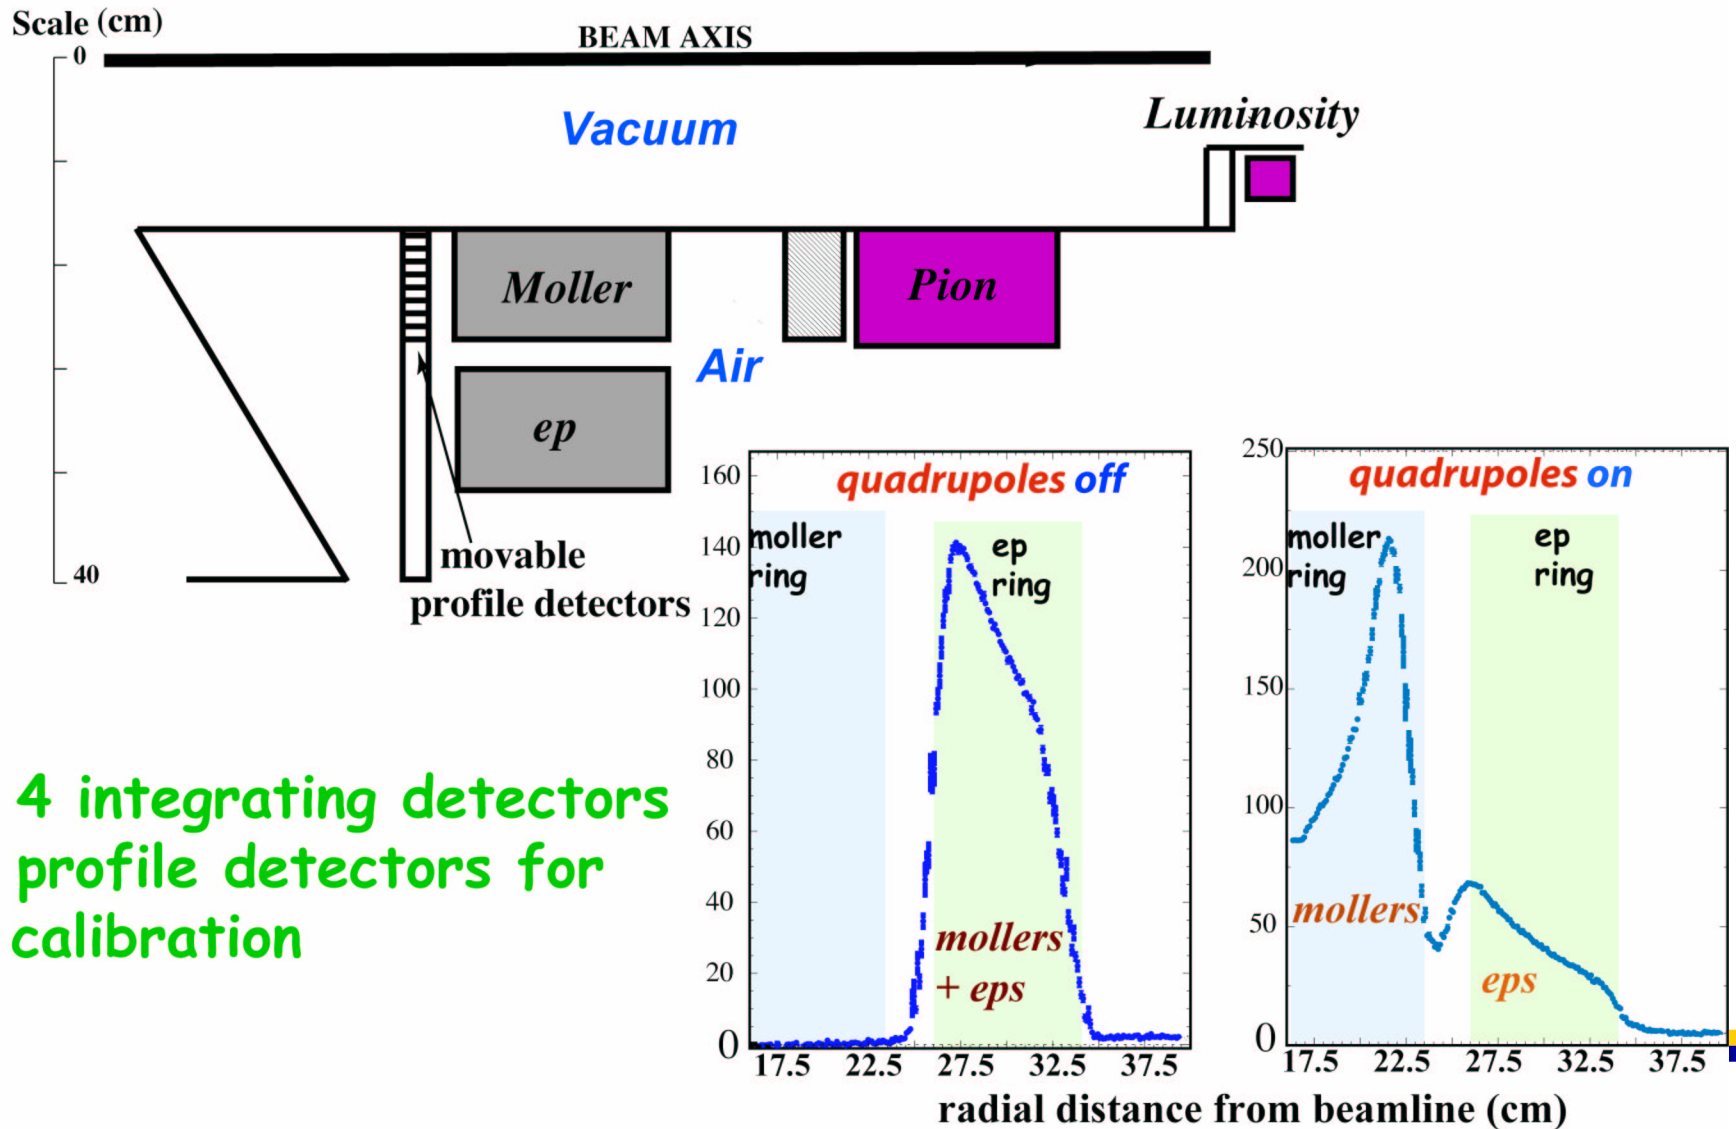 Scale (cm)
0
BEAM AXIS
Vacuum
Luminosity
Moller
Pion
Air
ep
40
movable
profile detectors
4 integrating detectors
profile detectors for
calibration
quadrupoles off
160
140
120
100
80
60
40
20
0
moller
ring
ep
ring
mollers
+ eps
17.5 22.5 27.5 32.5 37.5
quadrupoles on
250
200
150
100
50
0
moller
ring
ep
ring
mollers
eps
17.5 22.5 27.5 32.5 37.5
radial distance from beamline (cm)